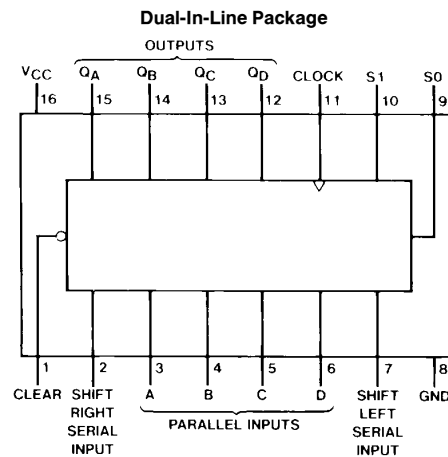 Dual-In-Line Package
OUTPUTS
VCC QA QB QC QD CLOCK S1 S0
16 15 14 13 12 11 10 9
1 2 3 4 5 6 7 8
CLEAR SHIFT A B C D SHIFT GND
RIGHT LEFT
SERIAL PARALLEL INPUTS SERIAL
INPUT INPUT